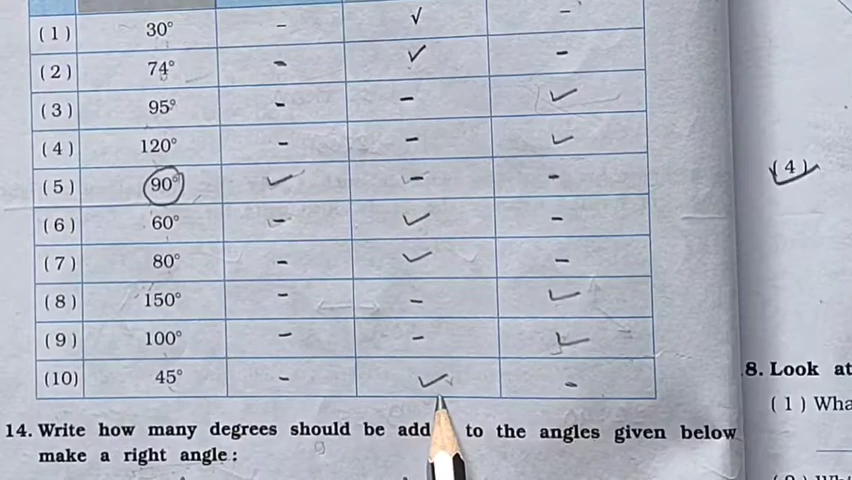 (1) 30° - √ -
(2) 74° - ✓ -
(3) 95° - - ✓
(4) 120° - - ✓
(5) 90° ✓ - -
(6) 60° - ✓ -
(7) 80° - ✓ -
(8) 150° - - ✓
(9) 100° - - ✓
(10) 45° - ✓ -
14. Write how many degrees should be add to the angles given below
make a right angle :
(4)
8. Look at
(1) Wha